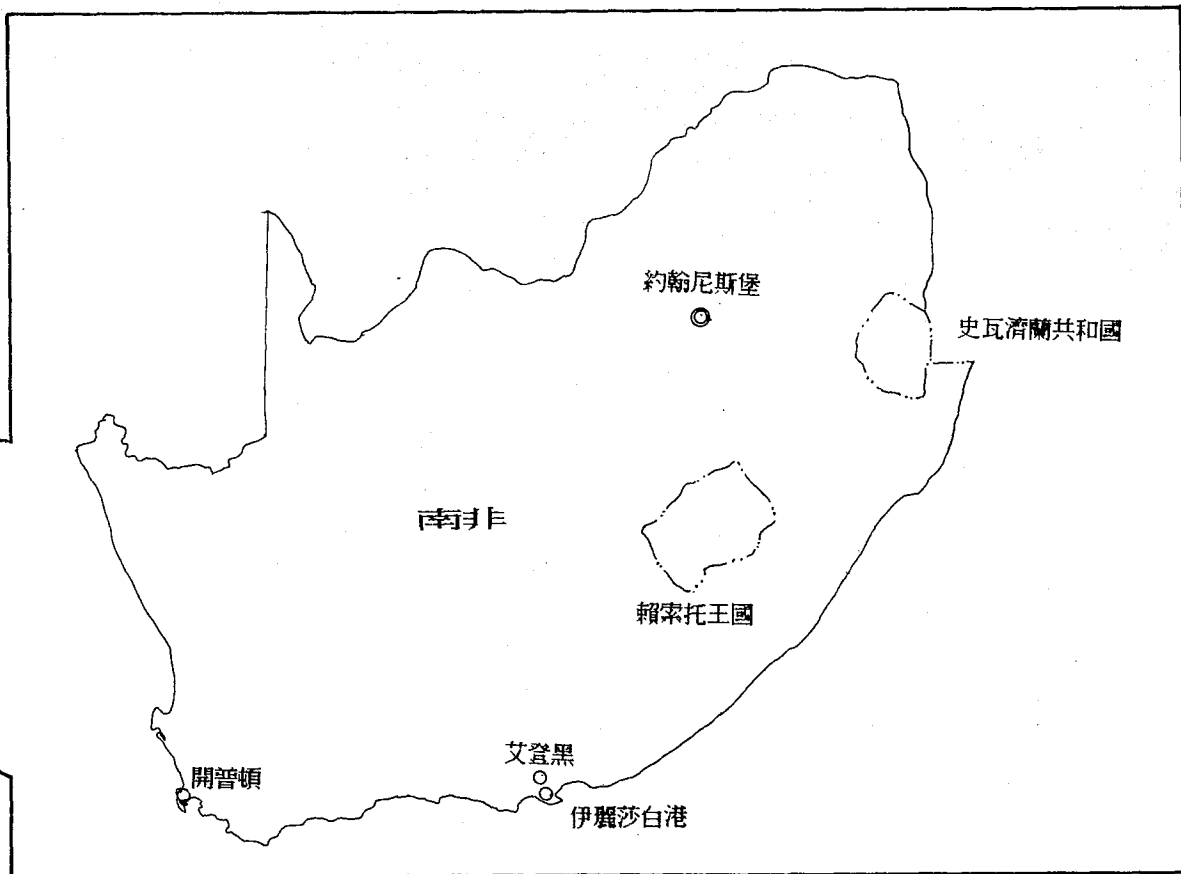 約翰尼斯堡
史瓦濟蘭共和國
南非
賴索托王國
艾登黑
開普頓
伊麗莎白港